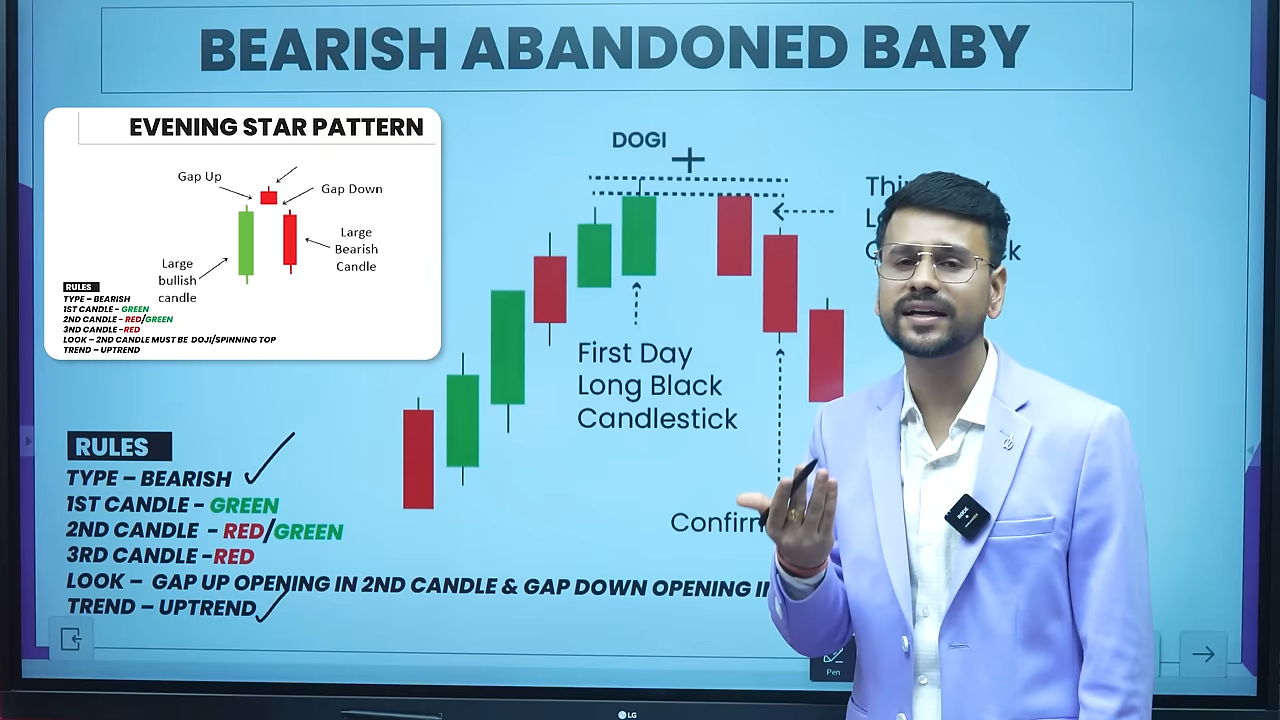 BEARISH ABANDONED BABY
EVENING STAR PATTERN
Gap Up
Gap Down
Large
Bearish
Candle
Large
bullish
candle
RULES
TYPE – BEARISH
1ST CANDLE - GREEN
2ND CANDLE - RED/GREEN
3ND CANDLE -RED
LOOK – 2ND CANDLE MUST BE DOJI/SPINNING TOP
TREND – UPTREND
DOGI
First Day
Long Black
Candlestick
RULES
TYPE – BEARISH
1ST CANDLE - GREEN
2ND CANDLE - RED/GREEN
3RD CANDLE -RED
LOOK – GAP UP OPENING IN 2ND CANDLE & GAP DOWN OPENING
TREND – UPTREND
Pen
LG